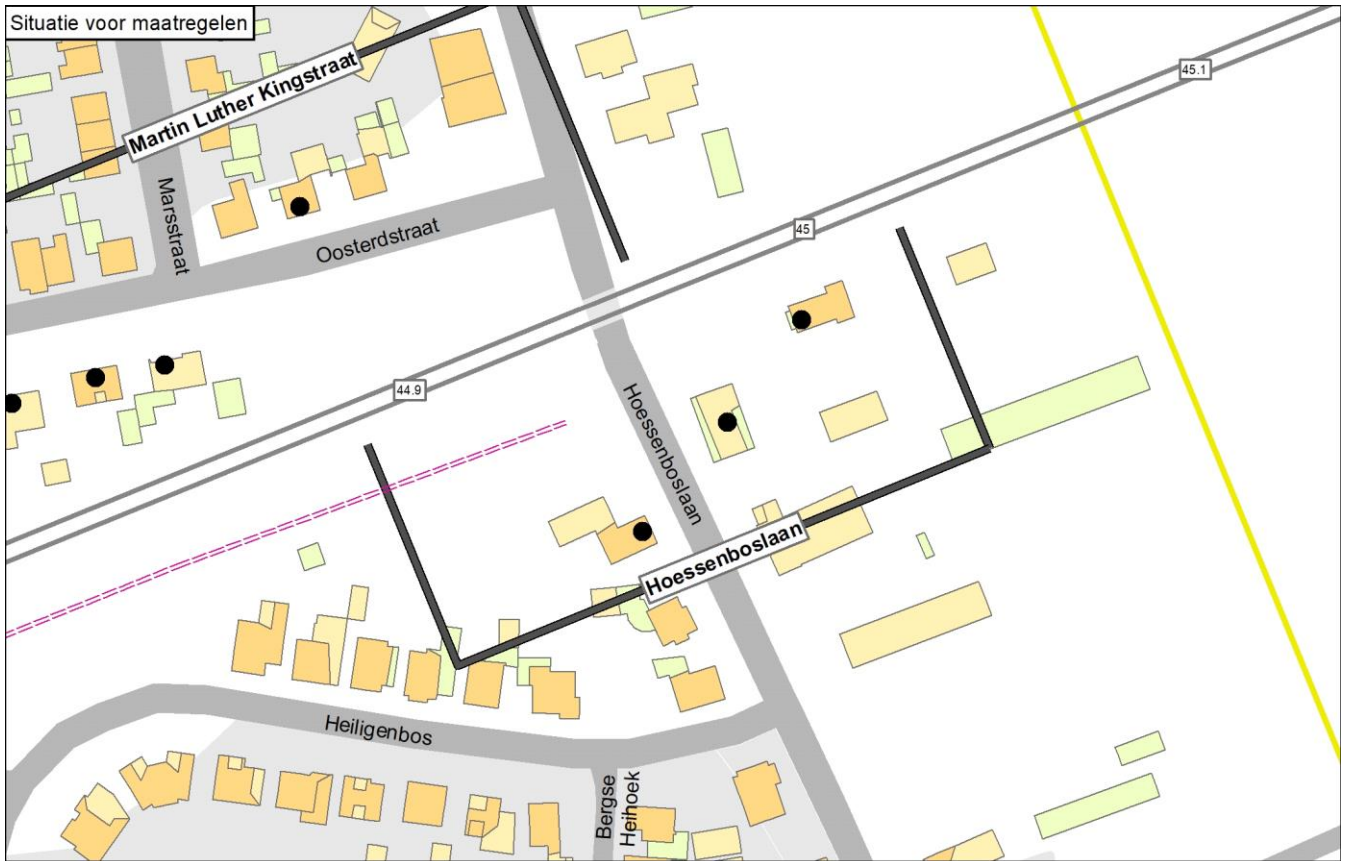 Situatie voor maatregelen
Martin Luther Kingstraat
45.1
Marsstraat
Oosterdstraat
45
44.9
Hoessenboslaan
Hoessenboslaan
Heiligenbos
Bergse
Heihoek